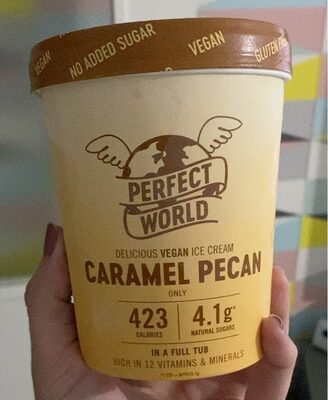 VEGAN
NO ADDED SUGAR
VEGAN
GLUTEN
PERFECT
WORLD
DELICIOUS VEGAN ICE CREAM
CARAMEL PECAN
ONLY
423
CALORIES
4.1g
NATURAL SUGARS
IN A FULL TUB
HIGH IN 12 VITAMINS & MINERALS